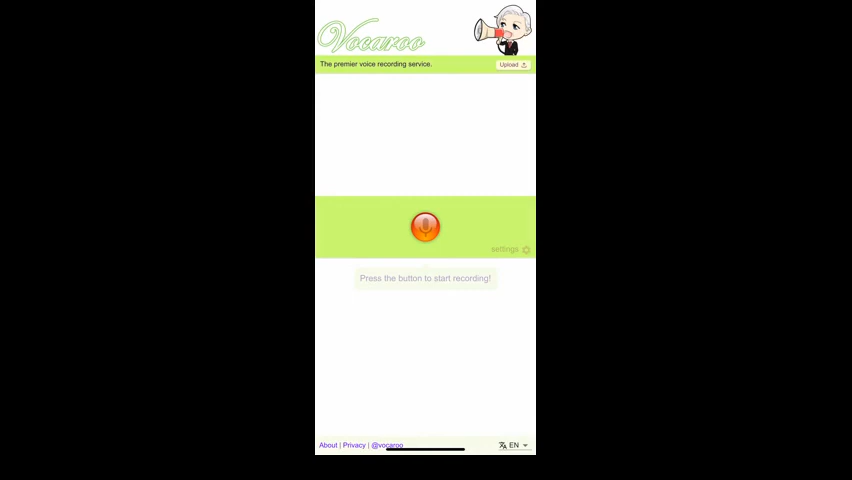 Vocaroo
The premier voice recording service.
Upload
settings
Press the button to start recording!
About | Privacy | @vocaroo
EN